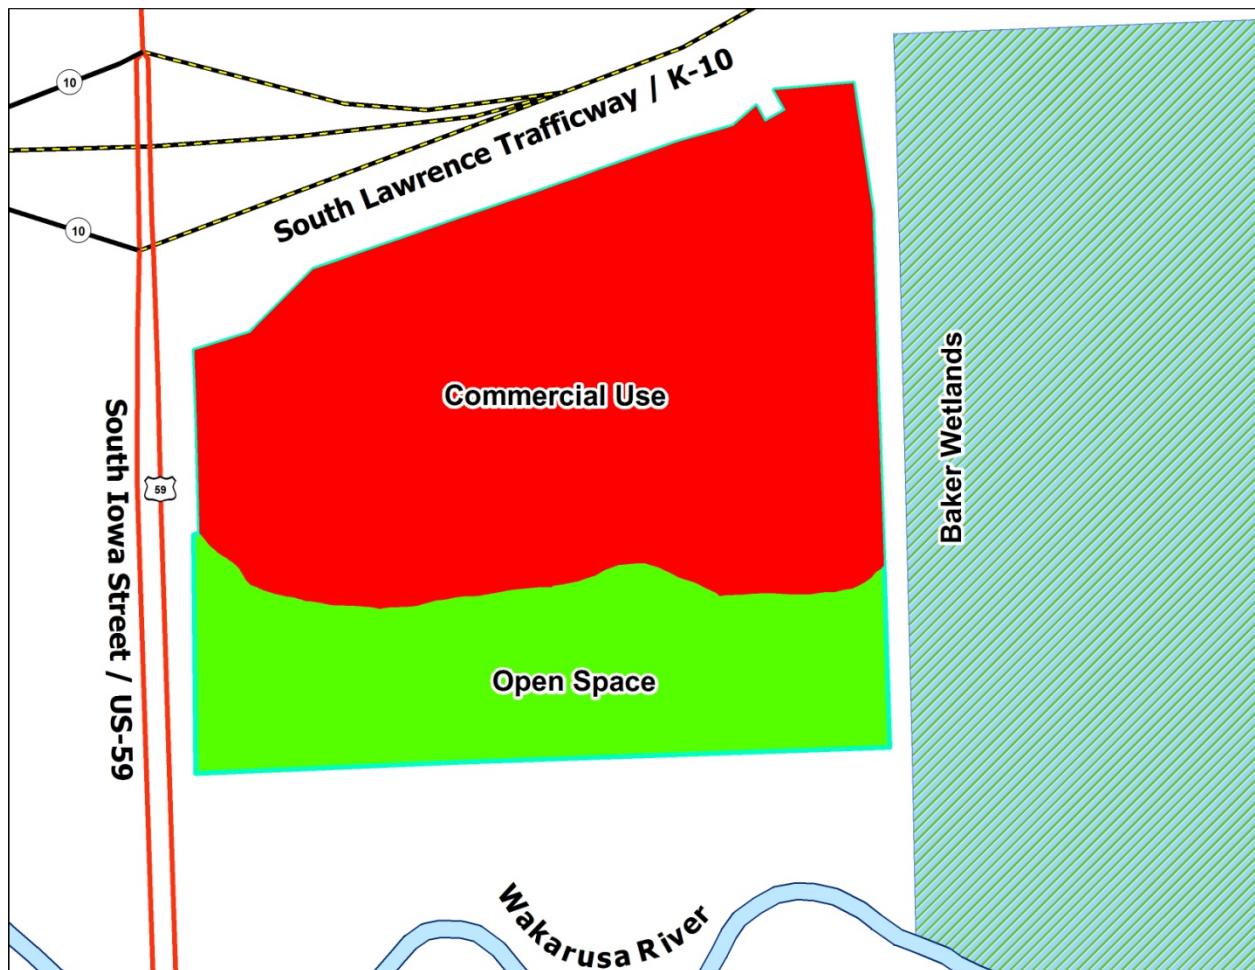 10
South Lawrence Trafficway / K-10
10
Commercial Use
Baker Wetlands
South Iowa Street / US-59
59
Open Space
Wakarusa River